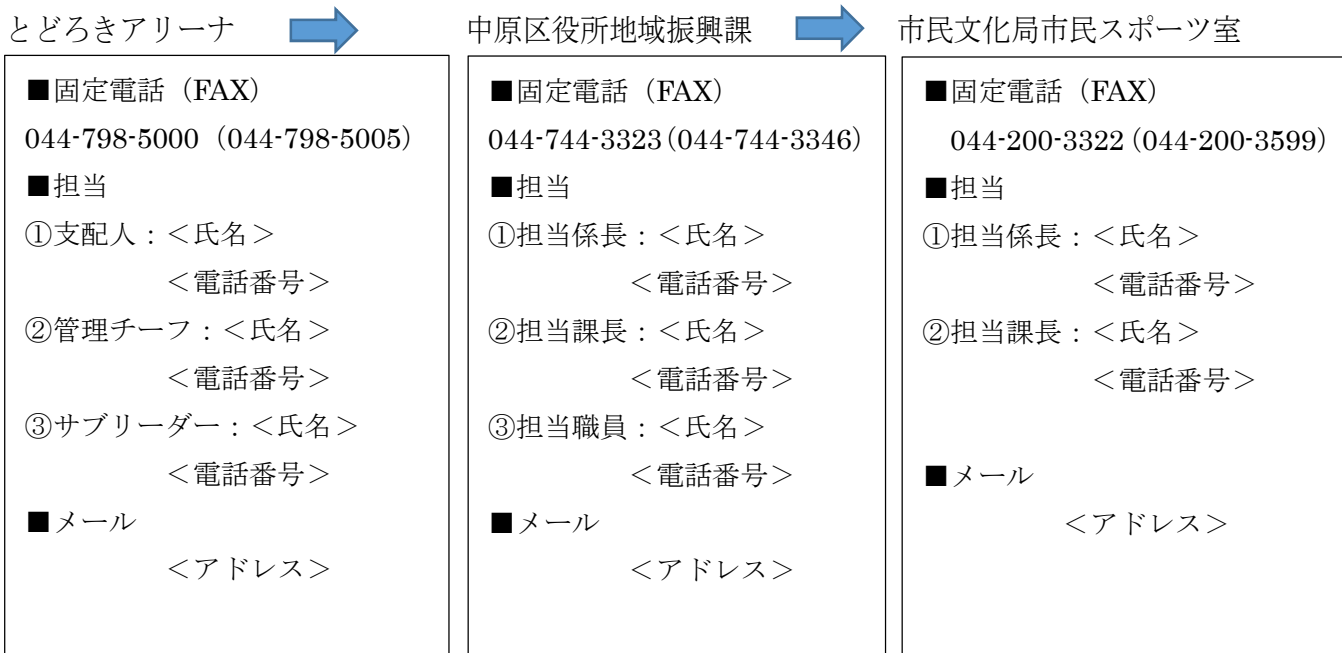 とどろきアリーナ
中原区役所地域振興課
市民文化局市民スポーツ室
■固定電話（FAX）
044-798-5000（044-798-5005）
■担当
①支配人：＜氏名＞
＜電話番号＞
②管理チーフ：＜氏名＞
＜電話番号＞
③サブリーダー：＜氏名＞
＜電話番号＞
■メール
＜アドレス＞
■固定電話（FAX）
044-744-3323（044-744-3346）
■担当
①担当係長：＜氏名＞
＜電話番号＞
②担当課長：＜氏名＞
＜電話番号＞
③担当職員：＜氏名＞
＜電話番号＞
■メール
＜アドレス＞
■固定電話（FAX）
044-200-3322（044-200-3599）
■担当
①担当係長：＜氏名＞
＜電話番号＞
②担当課長：＜氏名＞
＜電話番号＞
■メール
＜アドレス＞